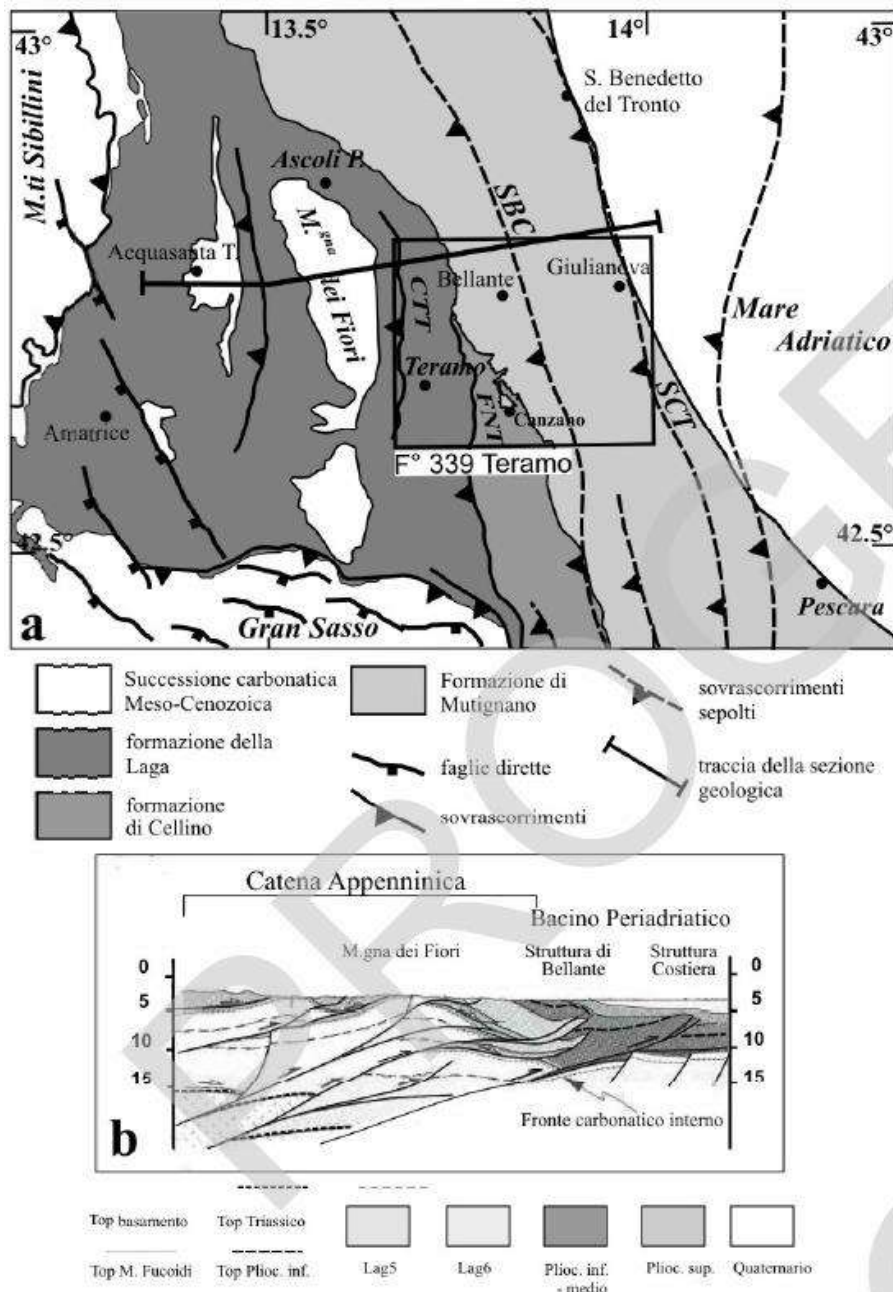 43°
13.5°
14°
43°
M.ti Sibillini
S. Benedetto
del Tronto
Ascoli P.
SBC
Acquasanta T.
M.gna dei Fiori
CTT
Bellante
Giulianova
Mare
Adriatico
Teramo
SCT
Amatrice
FNT
Canzano
F° 339 Teramo
42.5°
42.5°
a
Gran Sasso
Pescara
Successione carbonatica
Meso-Cenozoica
Formazione di
Mutignano
sovrascorrimenti
sepolti
formazione della
Laga
faglie dirette
traccia della sezione
geologica
formazione
di Cellino
sovrascorrimenti
Catena Appenninica
Bacino Periadriatico
M.gna dei Fiori
Struttura di
Bellante
Struttura
Costiera
0
5
10
15
0
5
10
15
b
Fronte carbonatico interno
Top basamento
Top Triassico
Top M. Fucoidi
Top Plioc. inf.
Lag5
Lag6
Plioc. inf.
- medio
Plioc. sup.
Quaternario